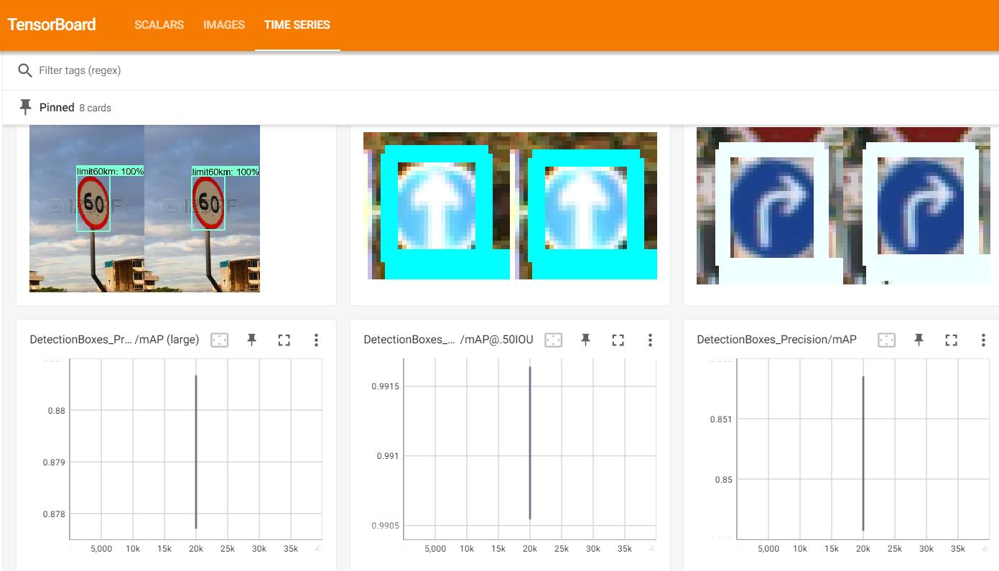 TensorBoard SCALARS IMAGES TIME SERIES
Filter tags (regex)
Pinned 8 cards
limit60km: 100% limit60km: 100%
60 60
DetectionBoxes_Pr... /mAP (large)
0.88
0.879
0.878
5,000 10k 15k 20k 25k 30k 35k
DetectionBoxes_... /mAP@.50IOU
0.9915
0.991
0.9905
5,000 10k 15k 20k 25k 30k 35k
DetectionBoxes_Precision/mAP
0.851
0.85
5,000 10k 15k 20k 25k 30k 35k